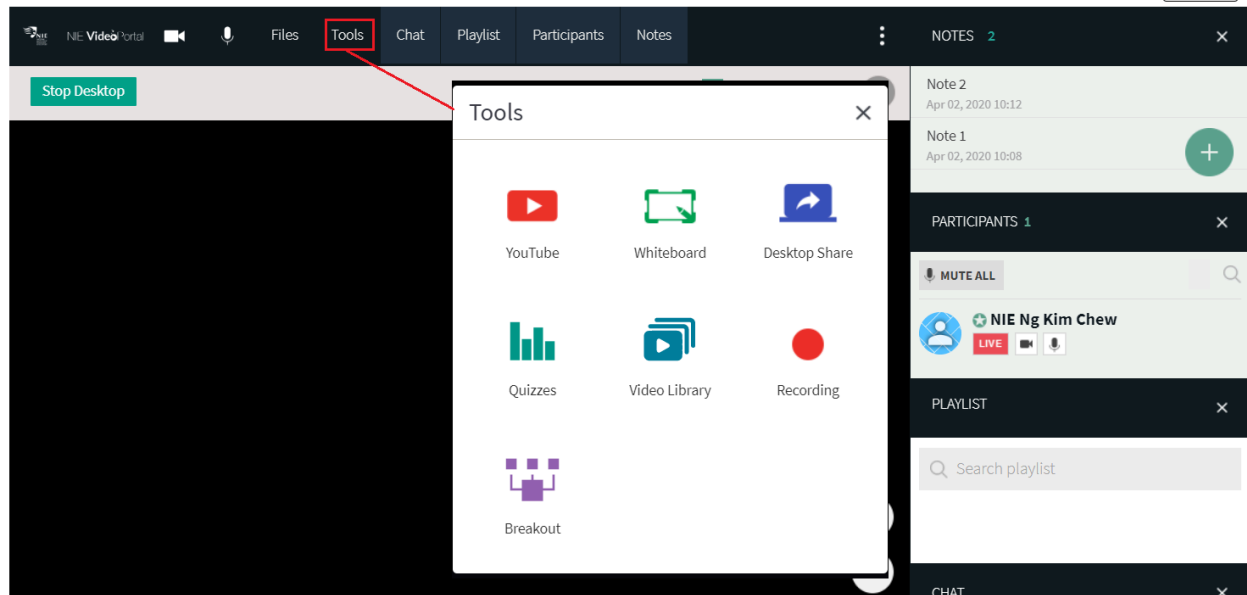 NIE
NIE VideoPortal
Files
Tools
Chat
Playlist
Participants
Notes
Stop Desktop
Tools
YouTube
Whiteboard
Desktop Share
Quizzes
Video Library
Recording
Breakout
NOTES 2
Note 2
Apr 02, 2020 10:12
Note 1
Apr 02, 2020 10:08
PARTICIPANTS 1
MUTE ALL
NIE Ng Kim Chew
LIVE
PLAYLIST
Search playlist
CHAT